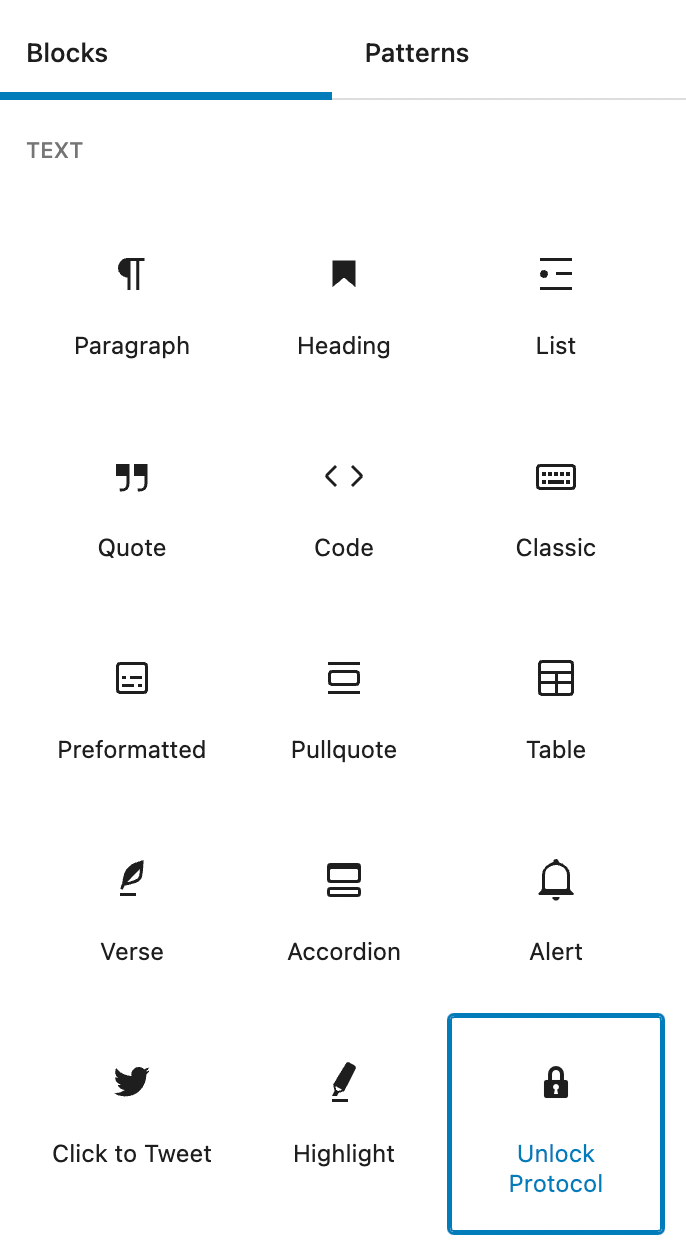 Blocks
Patterns
TEXT
Paragraph
Heading
List
Quote
Code
Classic
Preformatted
Pullquote
Table
Verse
Accordion
Alert
Click to Tweet
Highlight
Unlock
Protocol